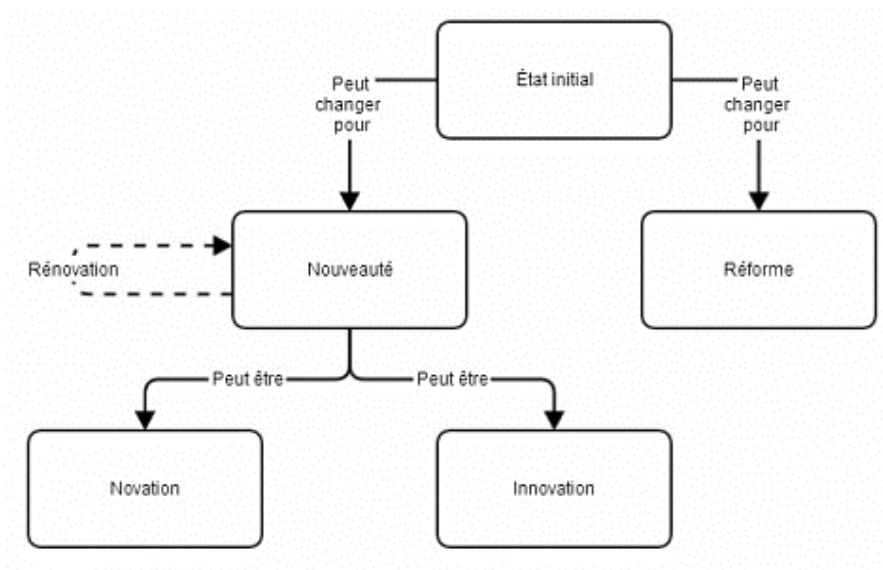 État initial
Peut
changer
pour
Peut
changer
pour
Rénovation
Nouveauté
Réforme
Peut être
Peut être
Novation
Innovation